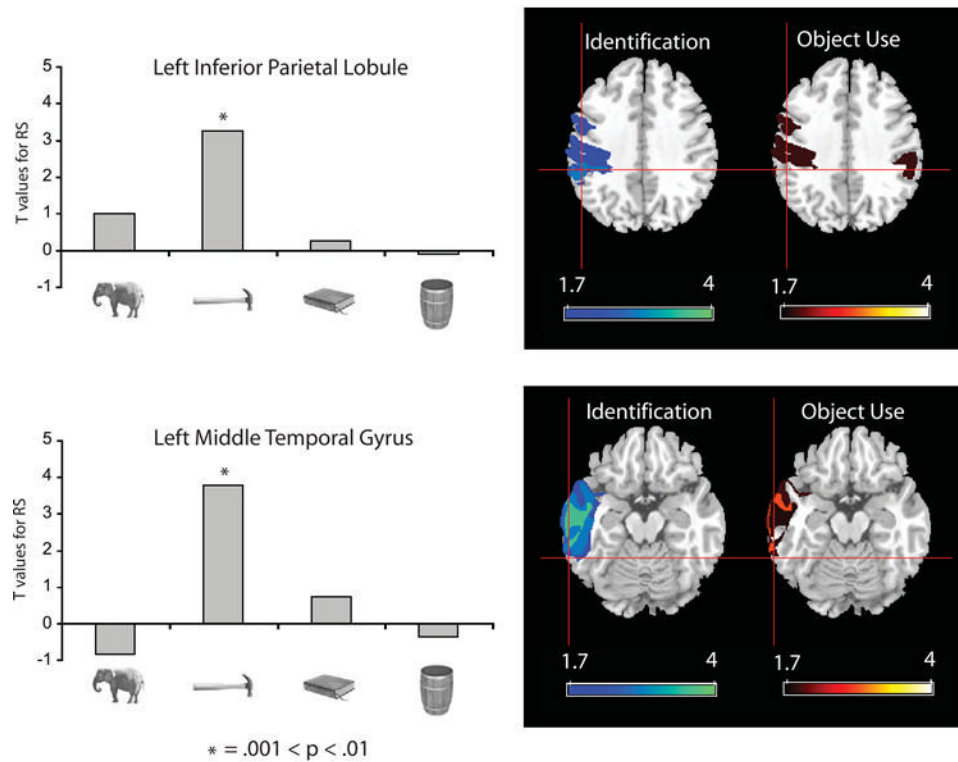 Left Inferior Parietal Lobule
T values for RS
5
4
3
2
1
0
-1
*
Identification
Object Use
1.7
4
1.7
4
Left Middle Temporal Gyrus
T values for RS
5
4
3
2
1
0
-1
*
Identification
Object Use
1.7
4
1.7
4
* = .001 < p < .01